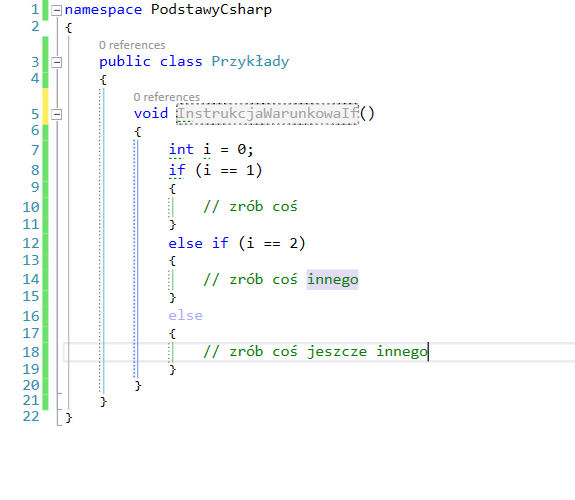 1 namespace PodstawyCsharp
2 {
0 references
3 public class Przykłady
4 {
0 references
5 void InstrukcjaWarunkowaIf()
6 {
7 int i = 0;
8 if (i == 1)
9 {
10 // zrób coś
11 }
12 else if (i == 2)
13 {
14 // zrób coś innego
15 }
16 else
17 {
18 // zrób coś jeszcze innego
19 }
20 }
21 }
22 }